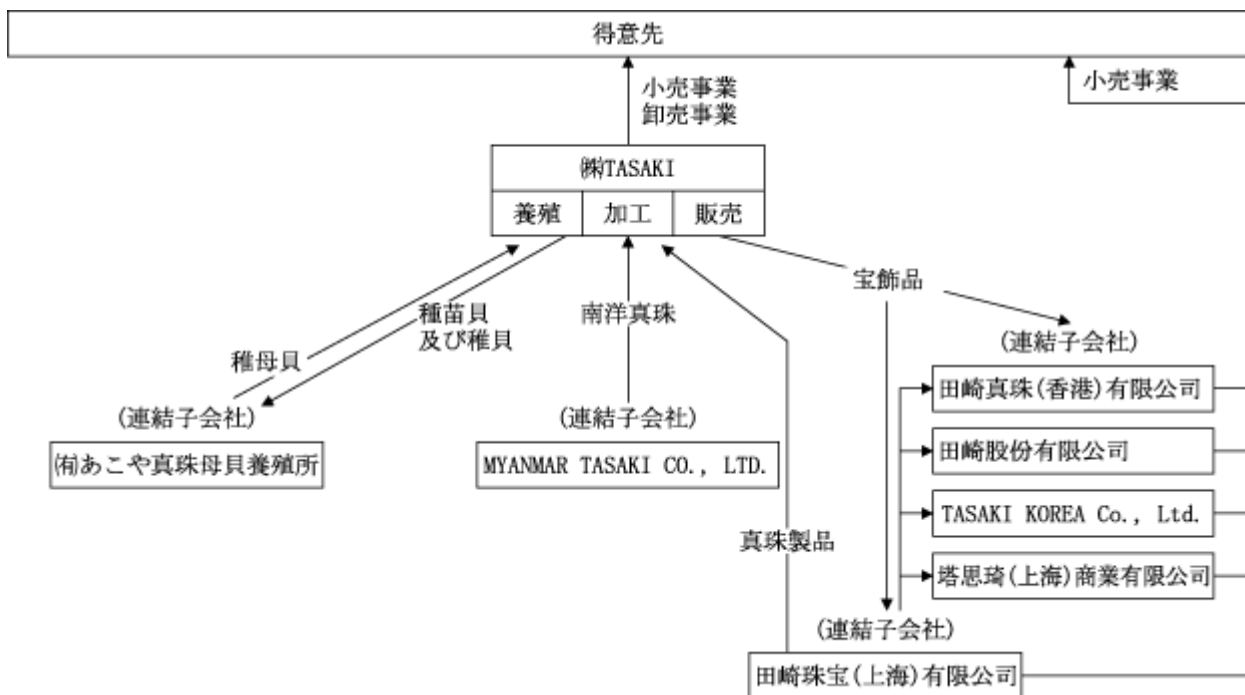 得意先
小売事業
卸売事業
小売事業
㈱TASAKI
養殖
加工
販売
宝飾品
種苗貝
及び稚貝
南洋真珠
稚母貝
(連結子会社)
田崎真珠(香港)有限公司
(連結子会社)
(連結子会社)
㈲あこや真珠母貝養殖所
MYANMAR TASAKI CO., LTD.
田崎股份有限公司
TASAKI KOREA Co., Ltd.
真珠製品
塔思琦(上海)商業有限公司
(連結子会社)
田崎珠宝(上海)有限公司